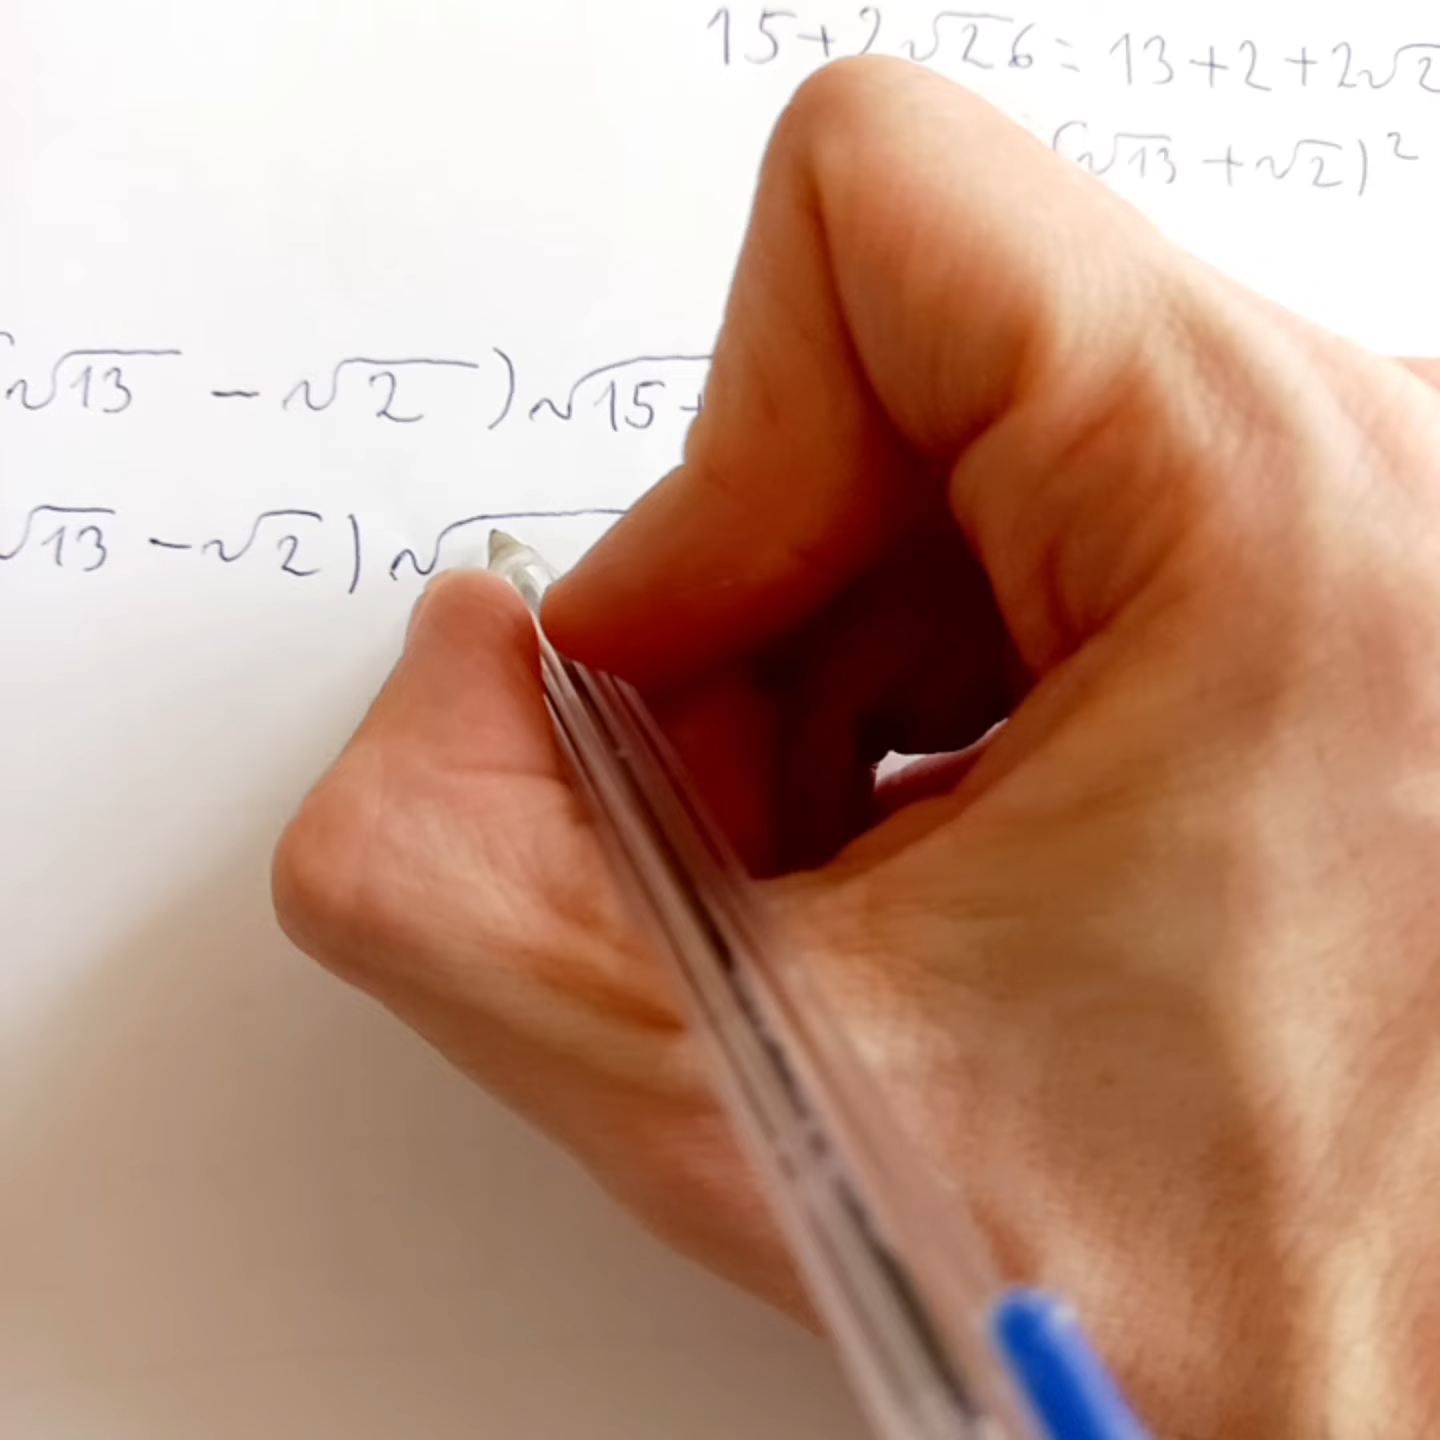 15+2√26 = 13+2+2√2
(√13 +√2)²
(√13 - √2)√15+
√13 -√2)√